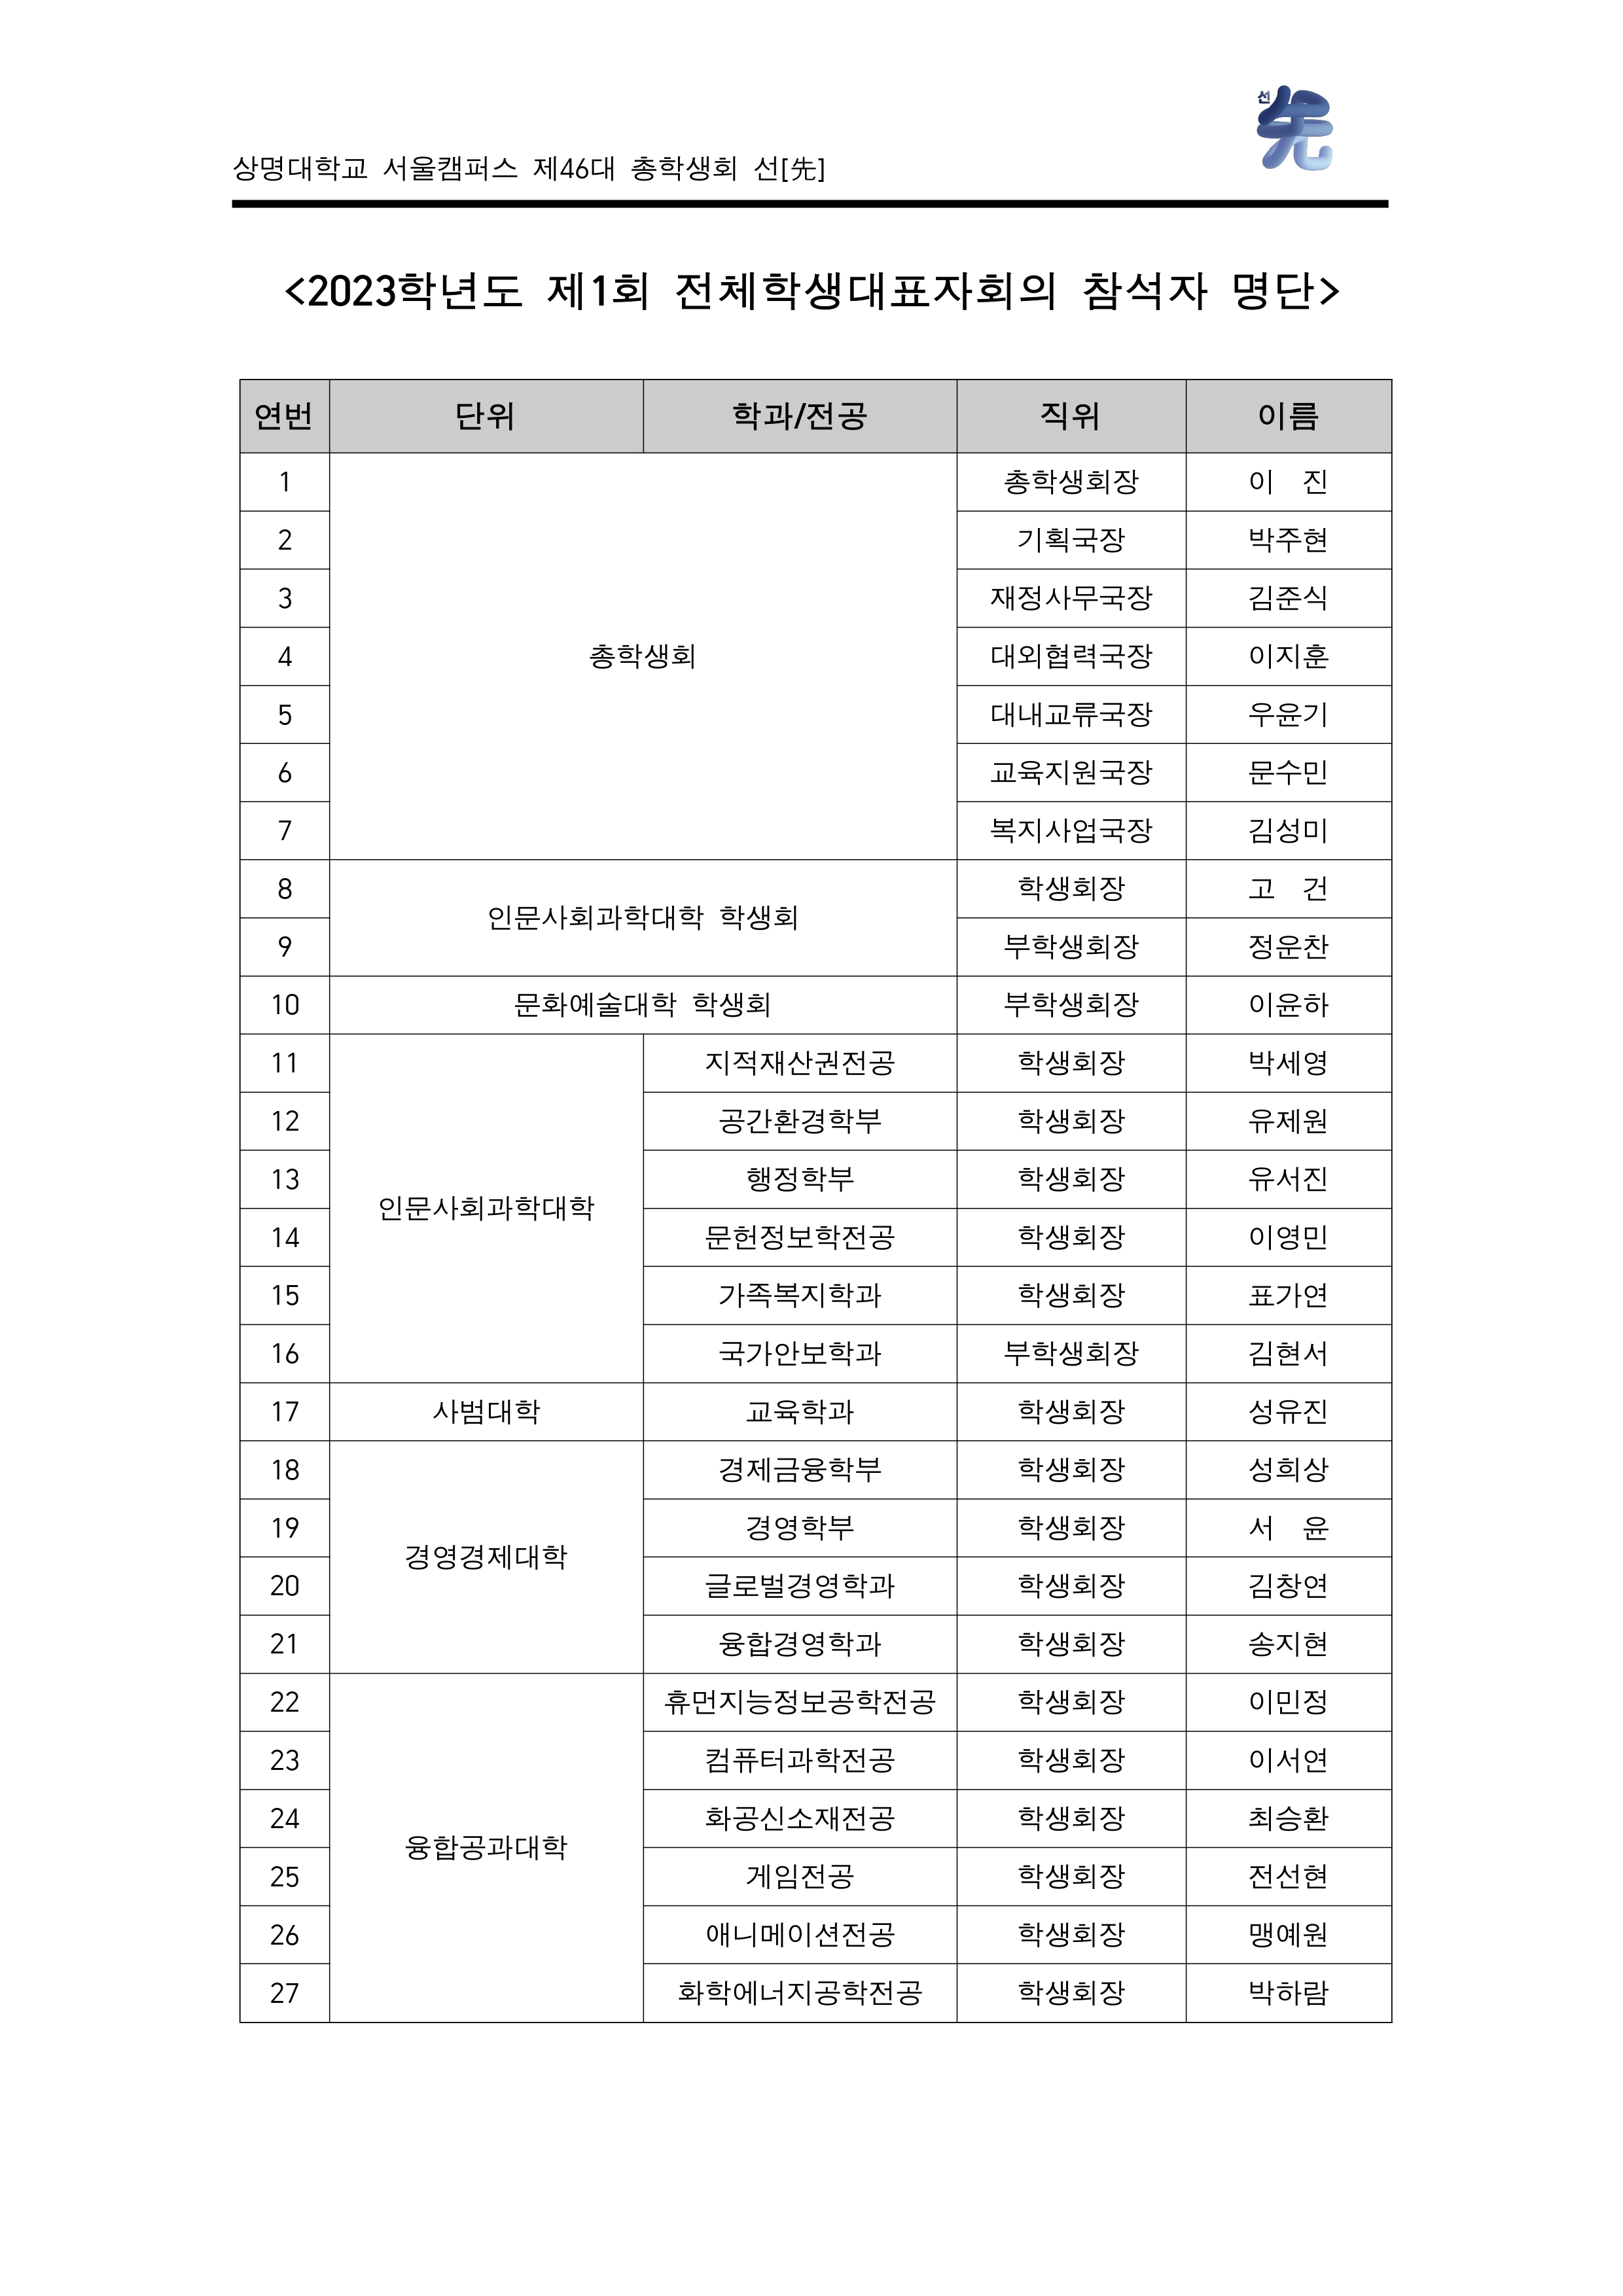 선先
상명대학교 서울캠퍼스 제46대 총학생회 선[先]
<2023학년도 제1회 전체학생대표자회의 참석자 명단>
연번 단위 학과/전공 직위 이름
1 총학생회 총학생회장 이 진
2 기획국장 박주현
3 재정사무국장 김준식
4 대외협력국장 이지훈
5 대내교류국장 우윤기
6 교육지원국장 문수민
7 복지사업국장 김성미
8 인문사회과학대학 학생회 학생회장 고 건
9 부학생회장 정운찬
10 문화예술대학 학생회 부학생회장 이윤하
11 인문사회과학대학 지적재산권전공 학생회장 박세영
12 공간환경학부 학생회장 유제원
13 행정학부 학생회장 유서진
14 문헌정보학전공 학생회장 이영민
15 가족복지학과 학생회장 표가연
16 국가안보학과 부학생회장 김현서
17 사범대학 교육학과 학생회장 성유진
18 경영경제대학 경제금융학부 학생회장 성희상
19 경영학부 학생회장 서 윤
20 글로벌경영학과 학생회장 김창연
21 융합경영학과 학생회장 송지현
22 융합공과대학 휴먼지능정보공학전공 학생회장 이민정
23 컴퓨터과학전공 학생회장 이서연
24 화공신소재전공 학생회장 최승환
25 게임전공 학생회장 전선현
26 애니메이션전공 학생회장 맹예원
27 화학에너지공학전공 학생회장 박하람